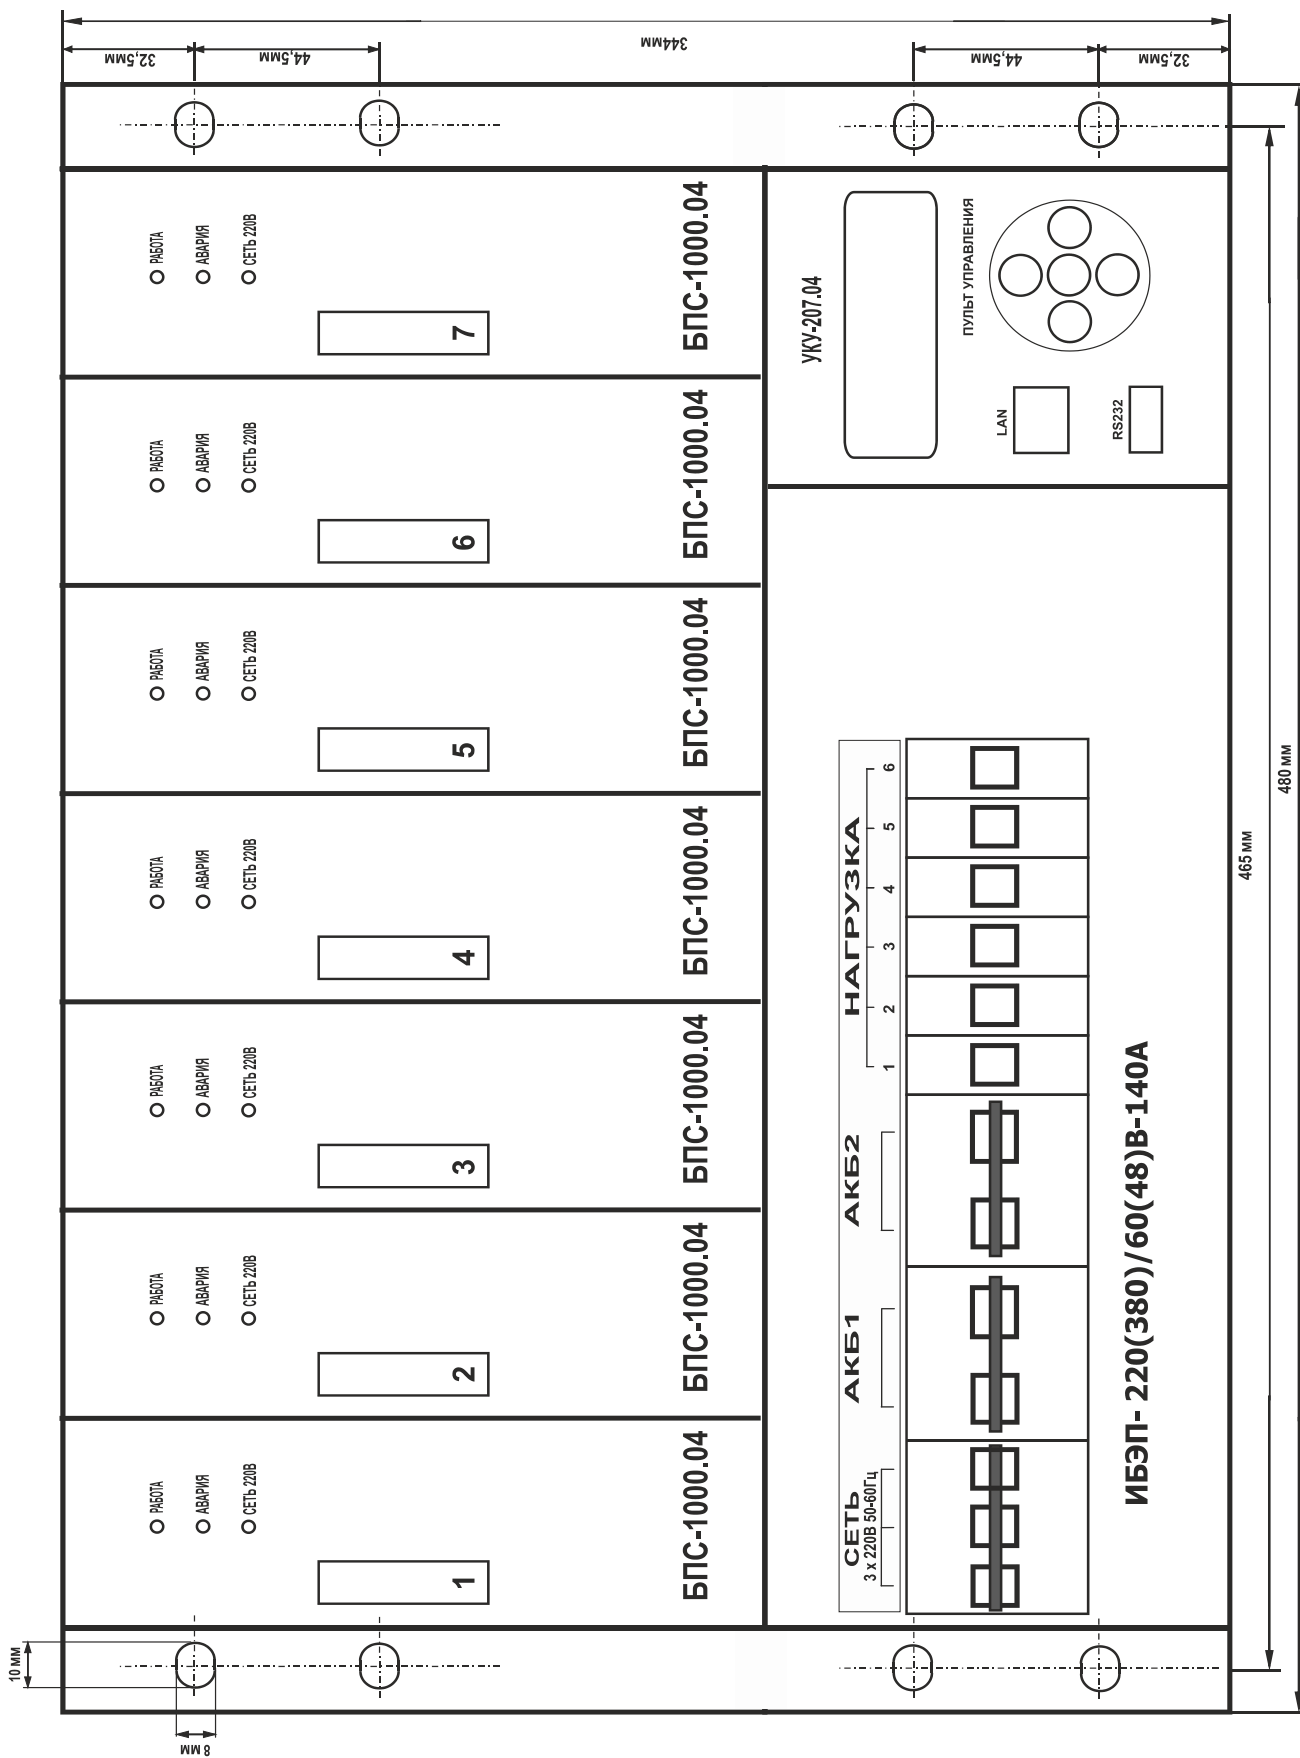 10 мм
8 мм
32,5мм
44,5мм
344мм
44,5мм
32,5мм
465 мм
480 мм
РАБОТА
АВАРИЯ
СЕТЬ 220В
1
БПС-1000.04
РАБОТА
АВАРИЯ
СЕТЬ 220В
2
БПС-1000.04
РАБОТА
АВАРИЯ
СЕТЬ 220В
3
БПС-1000.04
РАБОТА
АВАРИЯ
СЕТЬ 220В
4
БПС-1000.04
РАБОТА
АВАРИЯ
СЕТЬ 220В
5
БПС-1000.04
РАБОТА
АВАРИЯ
СЕТЬ 220В
6
БПС-1000.04
РАБОТА
АВАРИЯ
СЕТЬ 220В
7
БПС-1000.04
СЕТЬ
3 x 220В 50-60Гц
АКБ1
АКБ2
НАГРУЗКА
1 2 3 4 5 6
ИБЭП- 220(380)/60(48)В-140А
УКУ-207.04
ПУЛЬТ УПРАВЛЕНИЯ
LAN
RS232